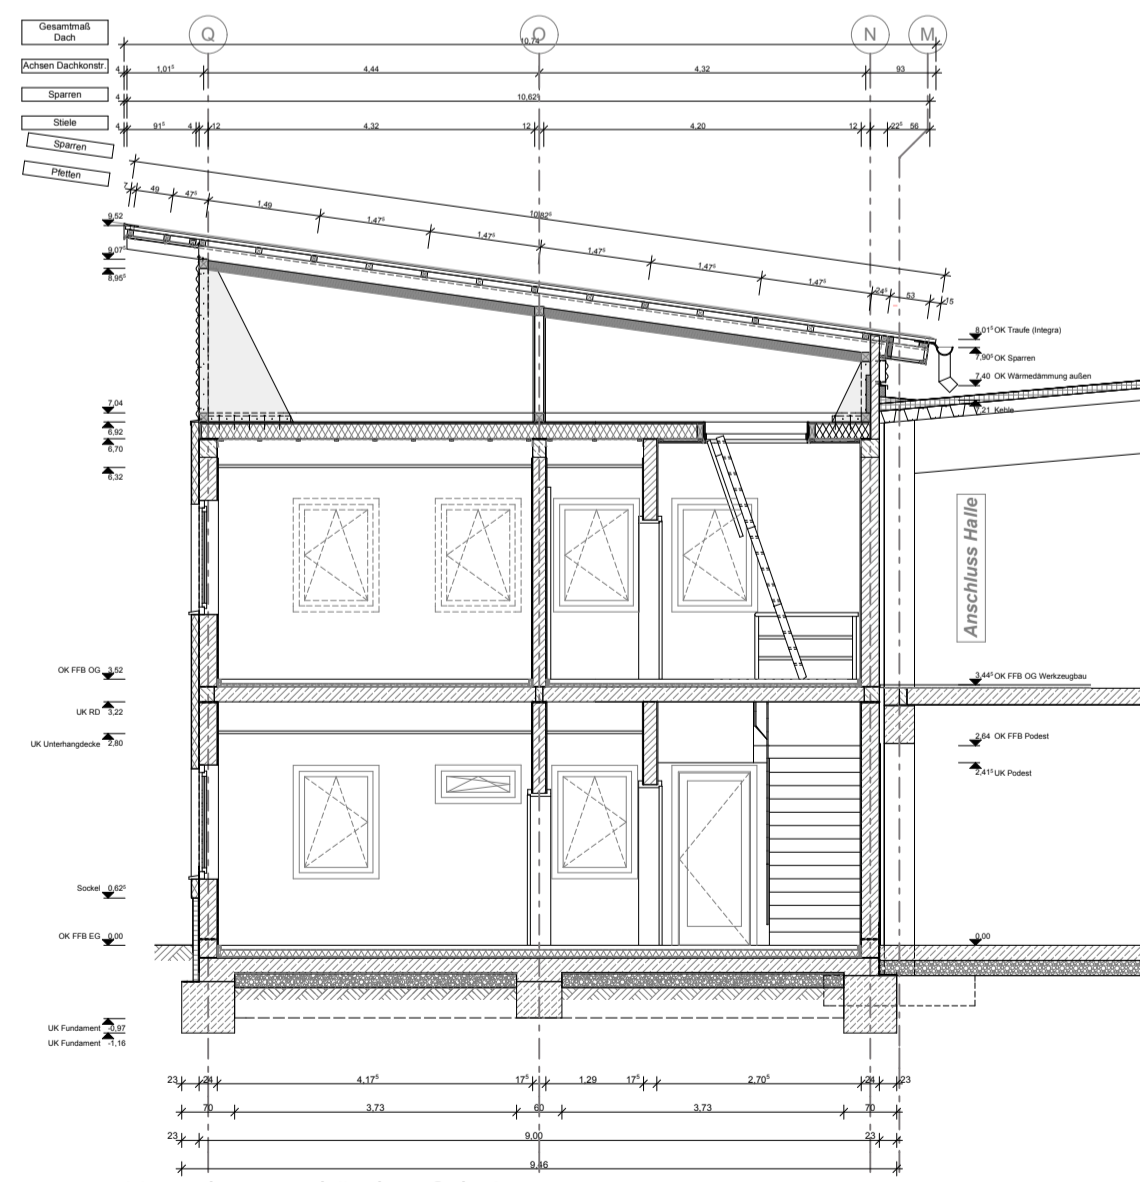 Gesamtmaß
Dach
Q
O
N
M
10,74
Achsen Dachkonstr.
4
1,01⁵
4,44
4,32
93
Sparren
4
10,62⁵
Stiele
4
91⁵
4
12
4,32
12
4,20
12
22⁵
56
Sparren
10,82⁵
Pfetten
7
49
47⁵
1,49
1,47⁵
1,47⁵
1,47⁵
1,47⁵
1,47⁵
24⁵
53
15
9,52
9,07⁵
8,95⁵
8,01⁵ OK Traufe (Integra)
7,90⁵ OK Sparren
7,40 OK Wärmedämmung außen
7,21 Kehle
7,04
6,92
6,70
6,32
Anschluss Halle
OK FFB OG 3,52
3,44⁵ OK FFB OG Werkzeugbau
UK RD 3,22
UK Unterhangdecke 2,80
2,64 OK FFB Podest
2,41⁵ UK Podest
Sockel 0,62⁵
OK FFB EG 0,00
0,00
UK Fundament -0,97
UK Fundament -1,16
23
24
4,17⁵
17⁵
1,29
17⁵
2,70⁵
24
23
70
3,73
60
3,73
70
23
9,00
23
9,46